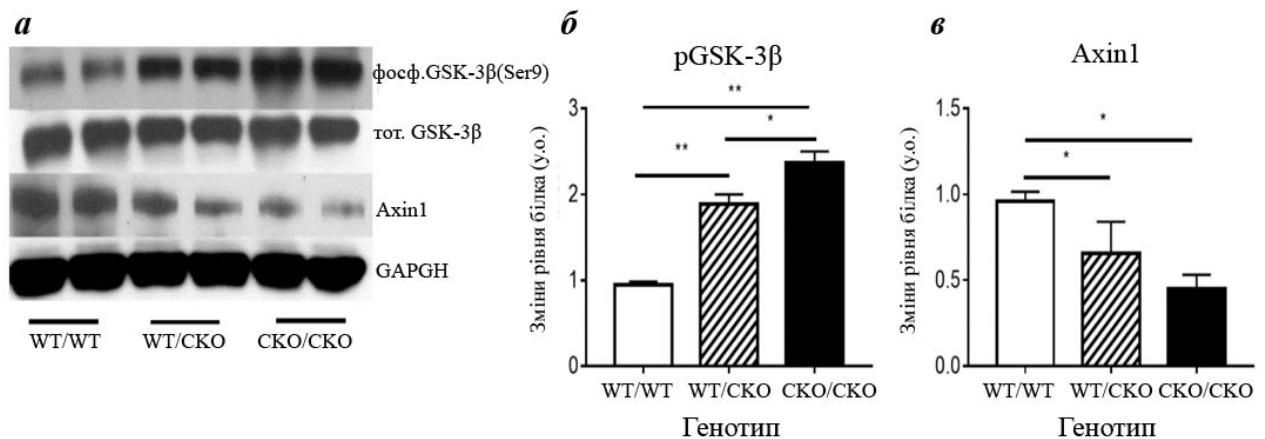 а
фосф.GSK-3β(Ser9)
тот. GSK-3β
Axin1
GAPGH
WT/WT WT/CKO CKO/CKO
б
pGSK-3β
Зміни рівня білка (у.о.)
3
2
1
0
**
**
*
WT/WT WT/CKO CKO/CKO
Генотип
в
Axin1
Зміни рівня білка (у.о.)
1.5
1.0
0.5
0.0
*
*
WT/WT WT/CKO CKO/CKO
Генотип